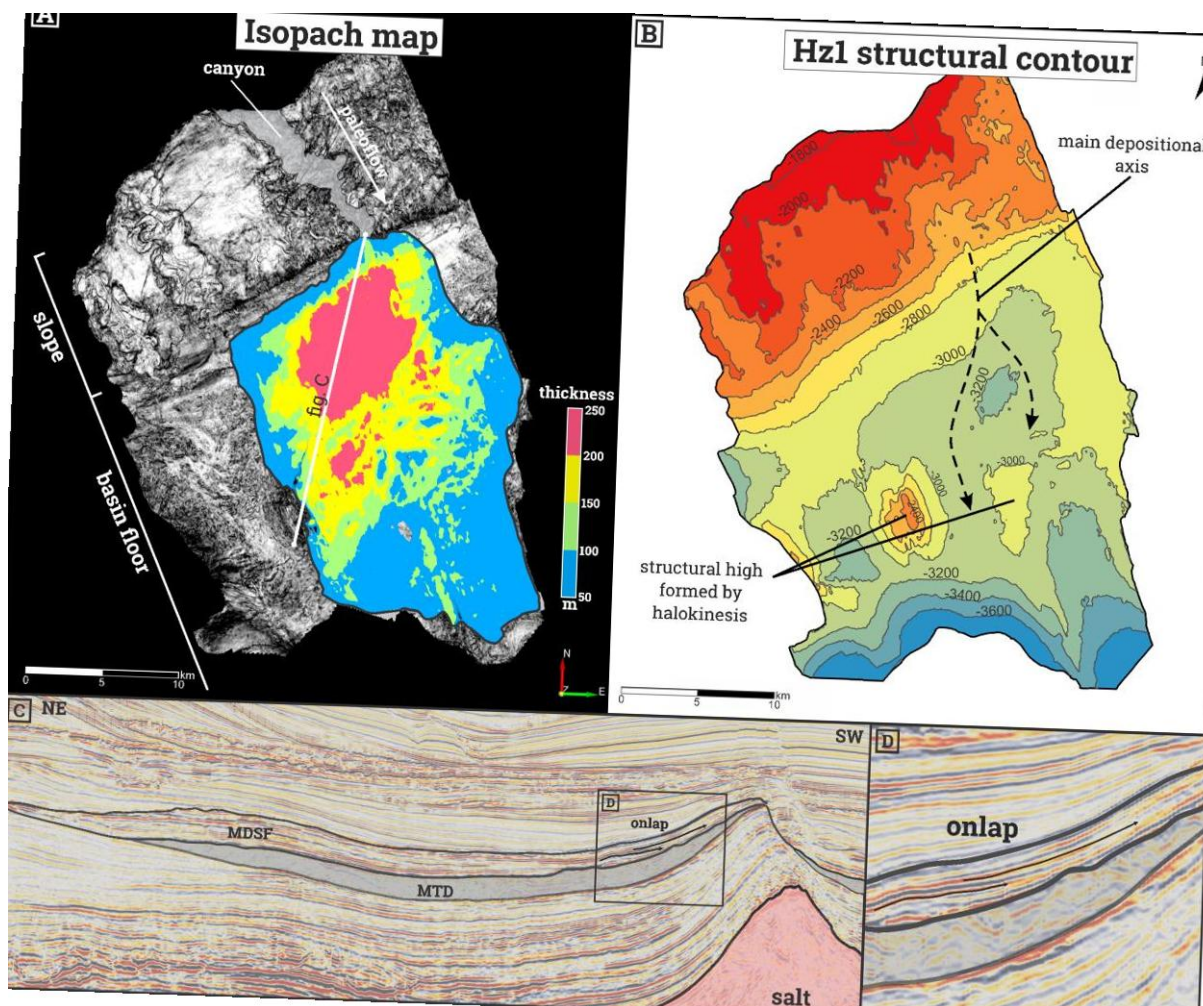 A
Isopach map
canyon
paleoflow
slope
basin floor
fig. C
thickness
250
200
150
100
50
m
0
5
10
km
N
Z
E
B
Hz1 structural contour
main depositional
axis
-1800
-2000
-2200
-2400
-2600
-2800
-3000
-3200
-3000
-3000
-2400
-3200
-3200
-3400
-3600
structural high
formed by
halokinesis
0
5
10
km
C
NE
SW
D
onlap
MDSF
MTD
salt
D
onlap